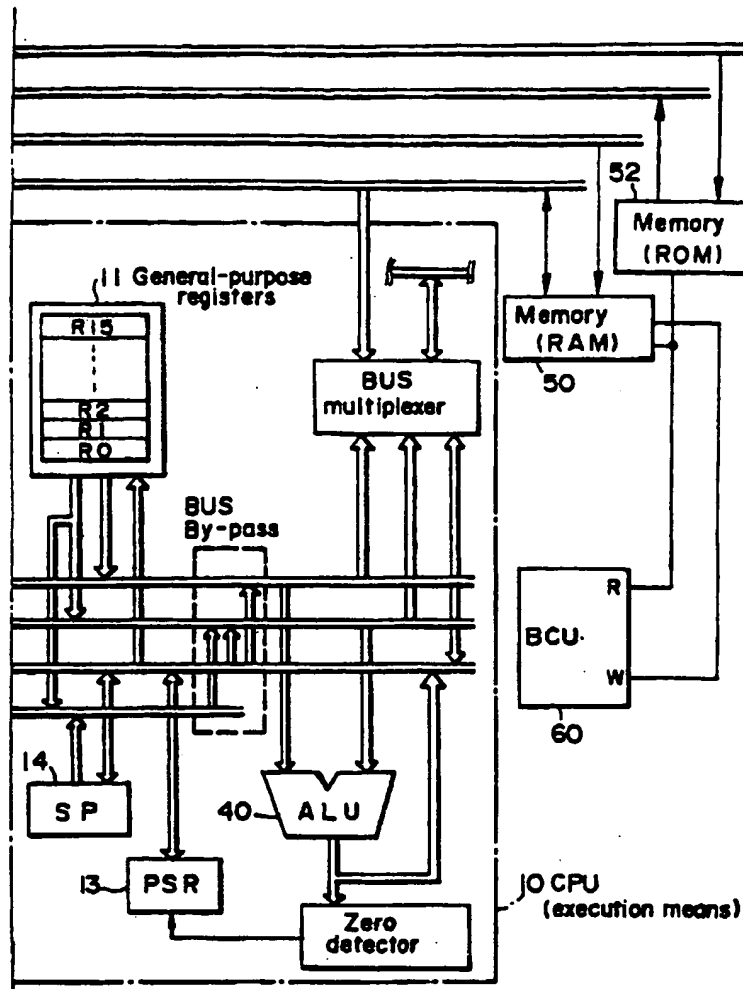 52
Memory
(ROM)
11 General-purpose
registers
R15
R2
R1
R0
Memory
(RAM)
50
BUS
multiplexer
BUS
By-pass
R
BCU
W
60
14
SP
40
ALU
13
PSR
10 CPU
(execution means)
Zero
detector